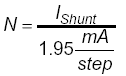 N = I_Shunt / 1.95 mA/step